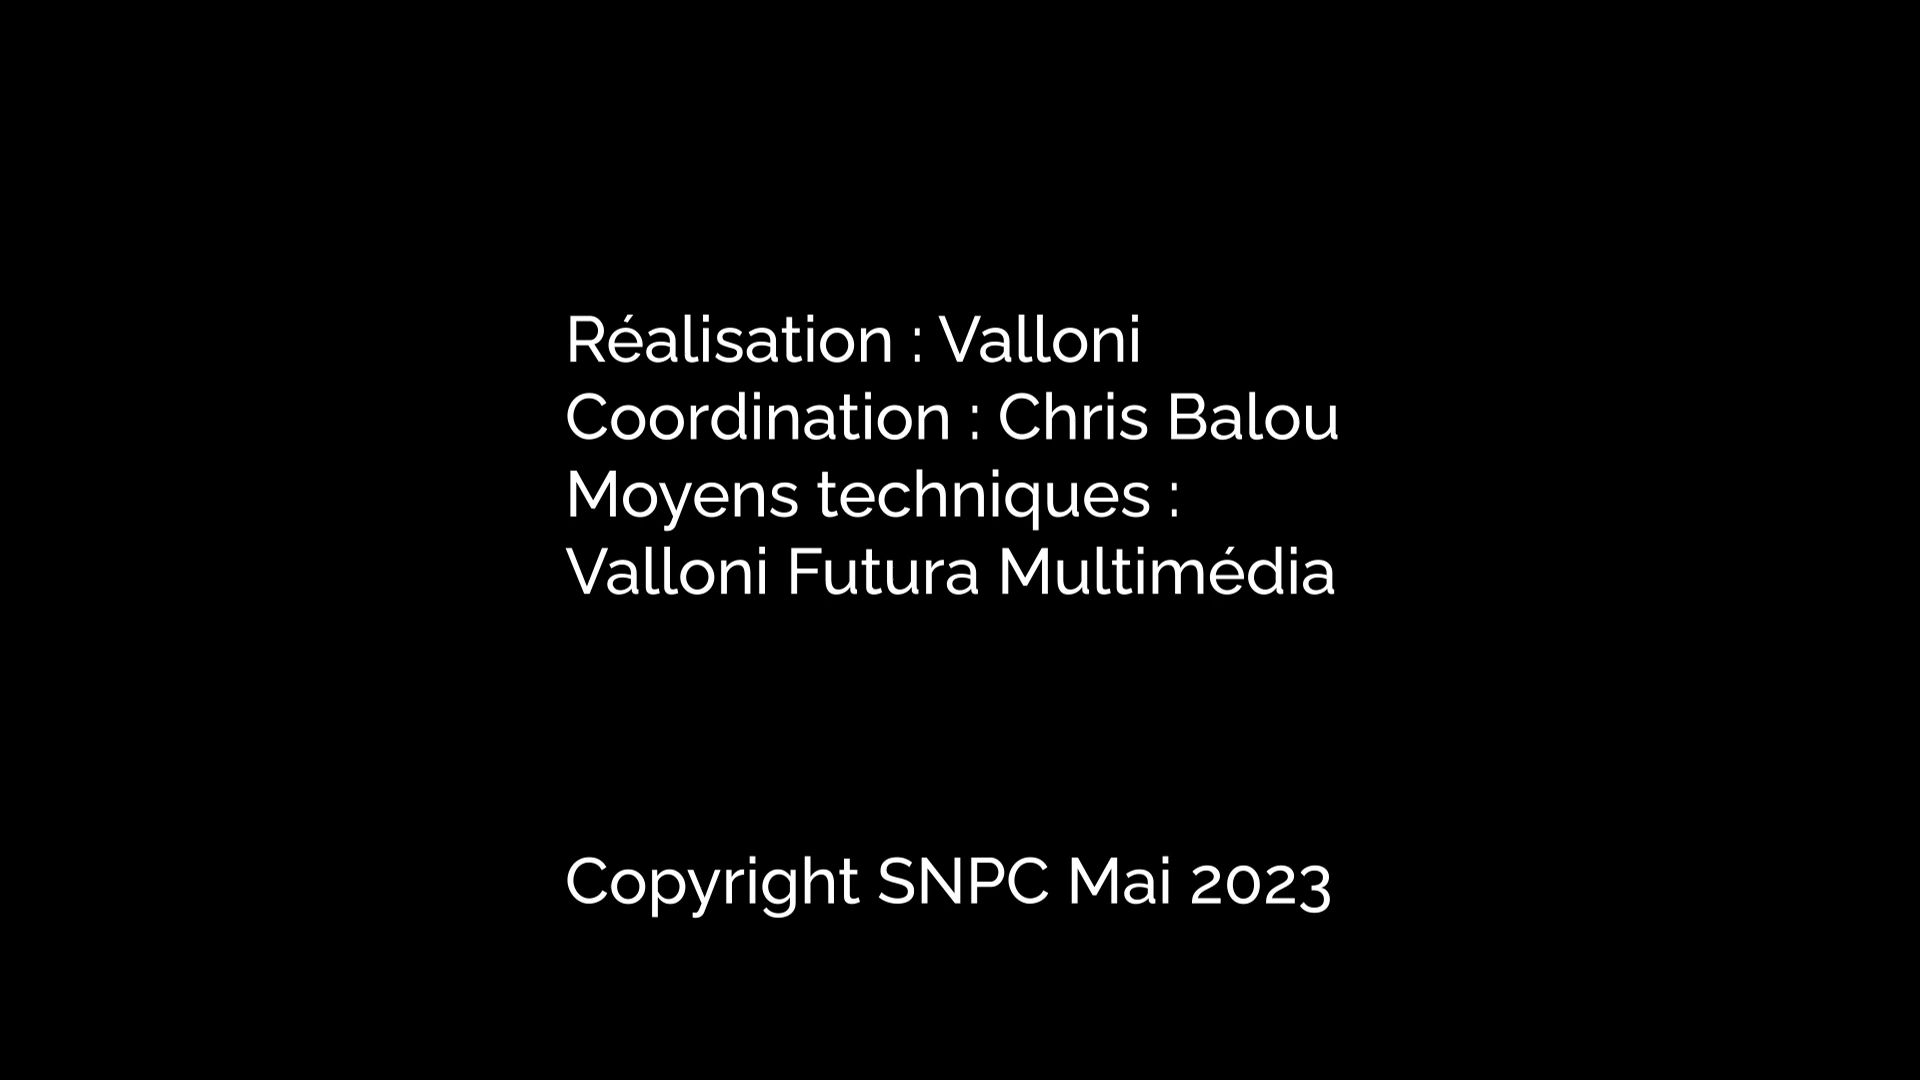 Réalisation : Valloni
Coordination : Chris Balou
Moyens techniques :
Valloni Futura Multimédia
Copyright SNPC Mai 2023